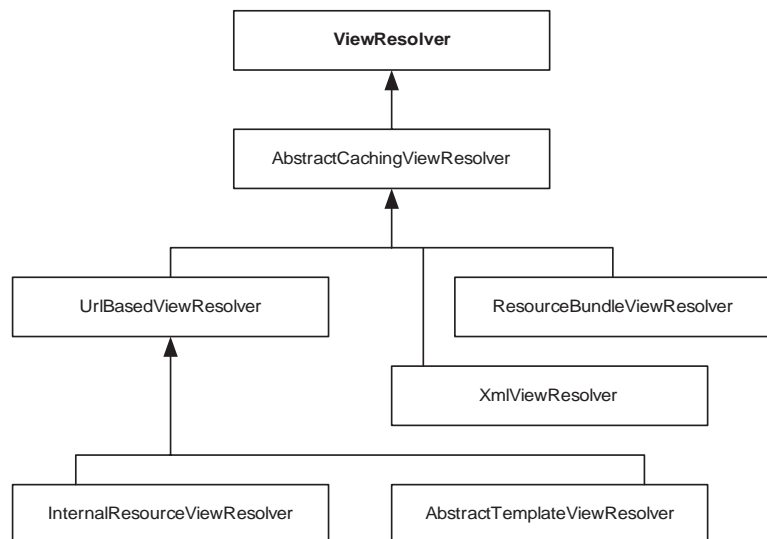 ViewResolver
AbstractCachingViewResolver
UrlBasedViewResolver
ResourceBundleViewResolver
XmlViewResolver
InternalResourceViewResolver
AbstractTemplateViewResolver